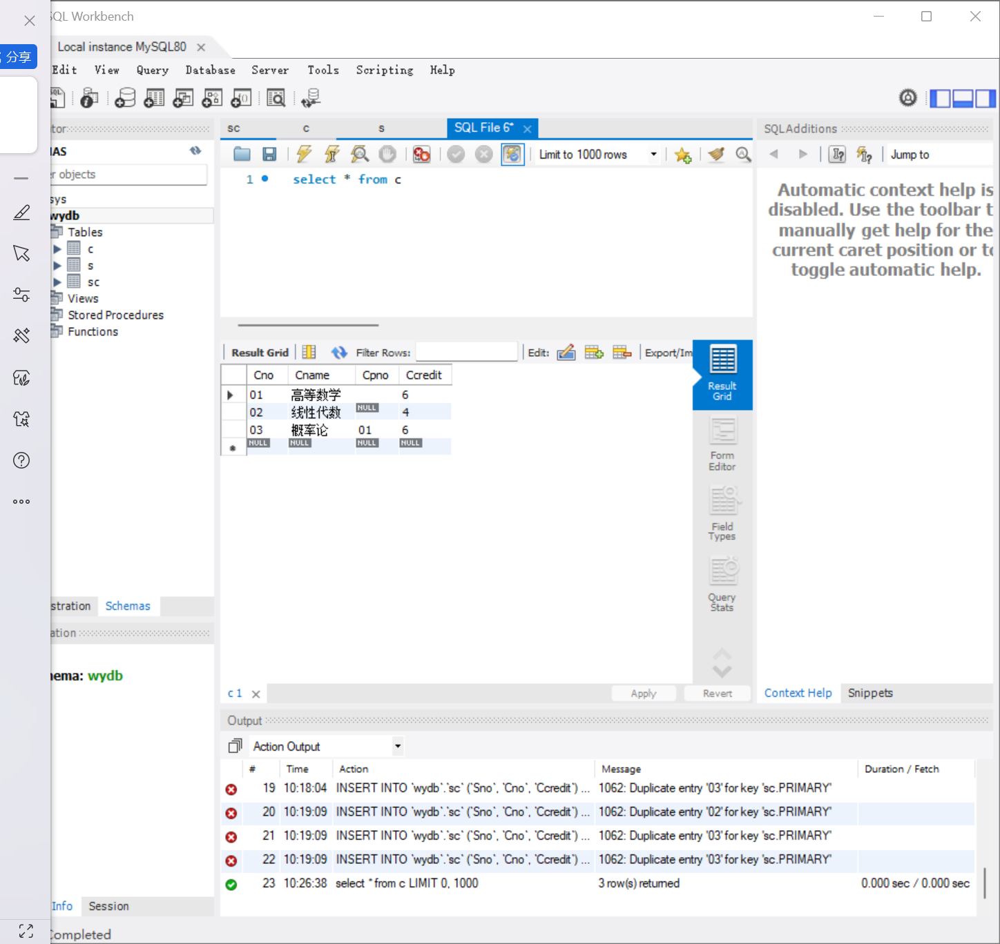 SQL Workbench
分享
Local instance MySQL80
Edit View Query Database Server Tools Scripting Help
tor
sc c s SQL File 6*
SQLAdditions
MAS
Limit to 1000 rows
Jump to
er objects
1 select * from c
sys
wydb
Tables
c
s
sc
Views
Stored Procedures
Functions
Automatic context help is
disabled. Use the toolbar t
manually get help for the
current caret position or to
toggle automatic help.
Result Grid Filter Rows: Edit: Export/Im
Cno Cname Cpno Ccredit
01 高等数学 6
02 线性代数 NULL 4
03 概率论 01 6
NULL NULL NULL NULL
Result
Grid
Form
Editor
Field
Types
Query
Stats
stration Schemas
ation
hema: wydb
c 1 Apply Revert
Context Help Snippets
Output
Action Output
# Time Action Message Duration / Fetch
19 10:18:04 INSERT INTO `wydb`.`sc` (`Sno`, `Cno`, `Ccredit`) ... 1062: Duplicate entry '03' for key 'sc.PRIMARY'
20 10:19:09 INSERT INTO `wydb`.`sc` (`Sno`, `Cno`, `Ccredit`) ... 1062: Duplicate entry '02' for key 'sc.PRIMARY'
21 10:19:09 INSERT INTO `wydb`.`sc` (`Sno`, `Cno`, `Ccredit`) ... 1062: Duplicate entry '03' for key 'sc.PRIMARY'
22 10:19:09 INSERT INTO `wydb`.`sc` (`Sno`, `Cno`, `Ccredit`) ... 1062: Duplicate entry '03' for key 'sc.PRIMARY'
23 10:26:38 select * from c LIMIT 0, 1000 3 row(s) returned 0.000 sec / 0.000 sec
Info Session
Completed